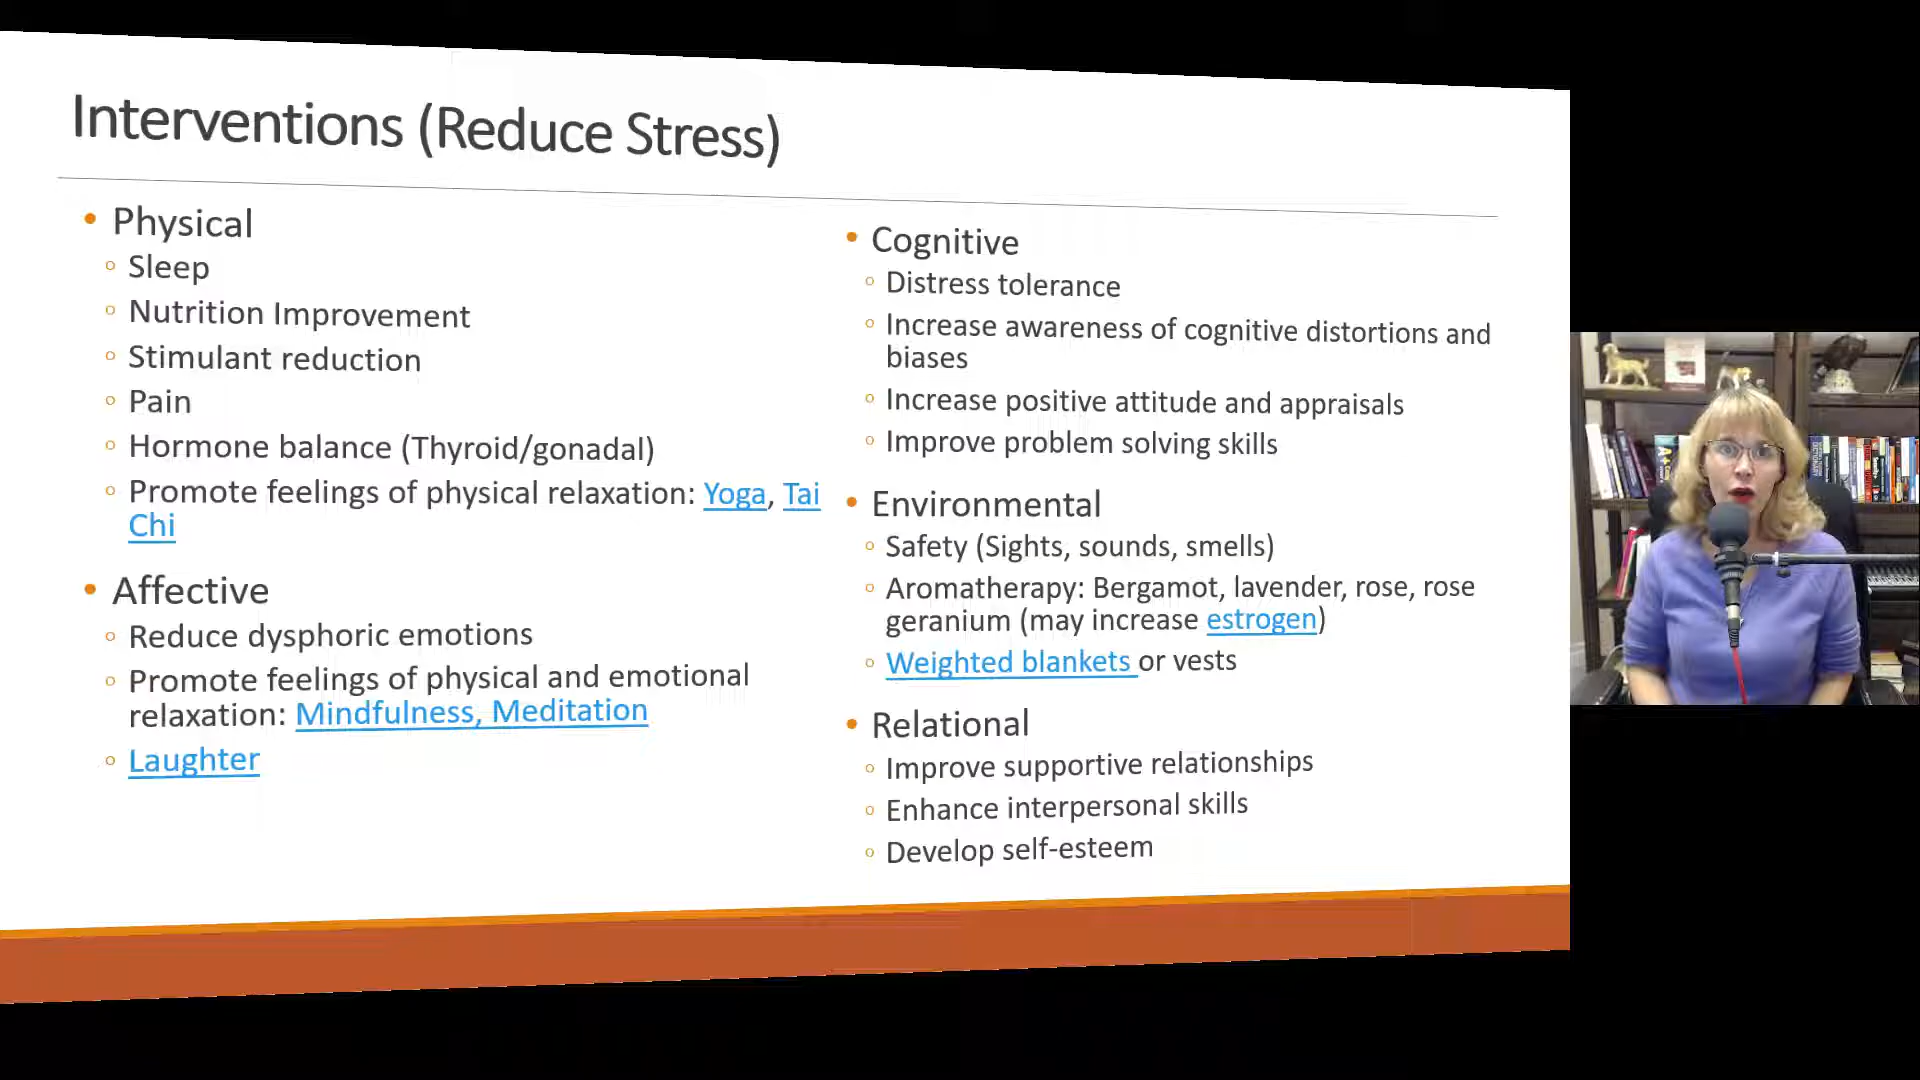 Interventions (Reduce Stress)
• Physical
o Sleep
o Nutrition Improvement
o Stimulant reduction
o Pain
o Hormone balance (Thyroid/gonadal)
o Promote feelings of physical relaxation: Yoga, Tai
Chi
• Affective
o Reduce dysphoric emotions
o Promote feelings of physical and emotional
relaxation: Mindfulness, Meditation
o Laughter
• Cognitive
o Distress tolerance
o Increase awareness of cognitive distortions and
biases
o Increase positive attitude and appraisals
o Improve problem solving skills
• Environmental
o Safety (Sights, sounds, smells)
o Aromatherapy: Bergamot, lavender, rose, rose
geranium (may increase estrogen)
o Weighted blankets or vests
• Relational
o Improve supportive relationships
o Enhance interpersonal skills
o Develop self-esteem